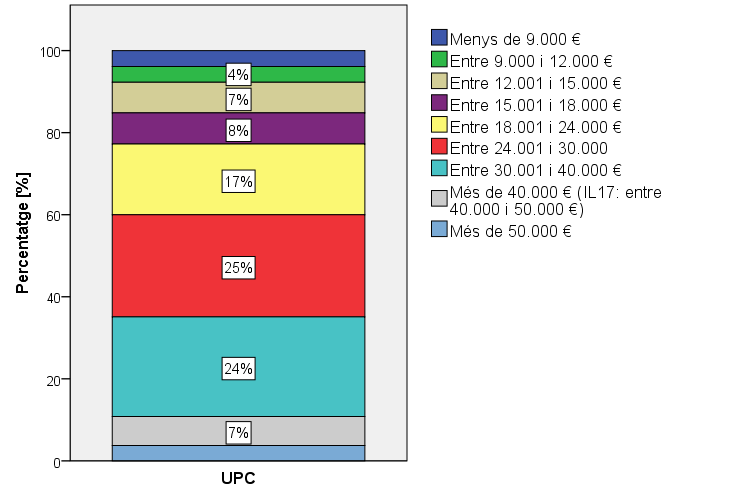 100
80
60
40
20
0
Percentatge [%]
4%
7%
8%
17%
25%
24%
7%
UPC
Menys de 9.000 €
Entre 9.000 i 12.000 €
Entre 12.001 i 15.000 €
Entre 15.001 i 18.000 €
Entre 18.001 i 24.000 €
Entre 24.001 i 30.000
Entre 30.001 i 40.000 €
Més de 40.000 € (IL17: entre
40.000 i 50.000 €)
Més de 50.000 €